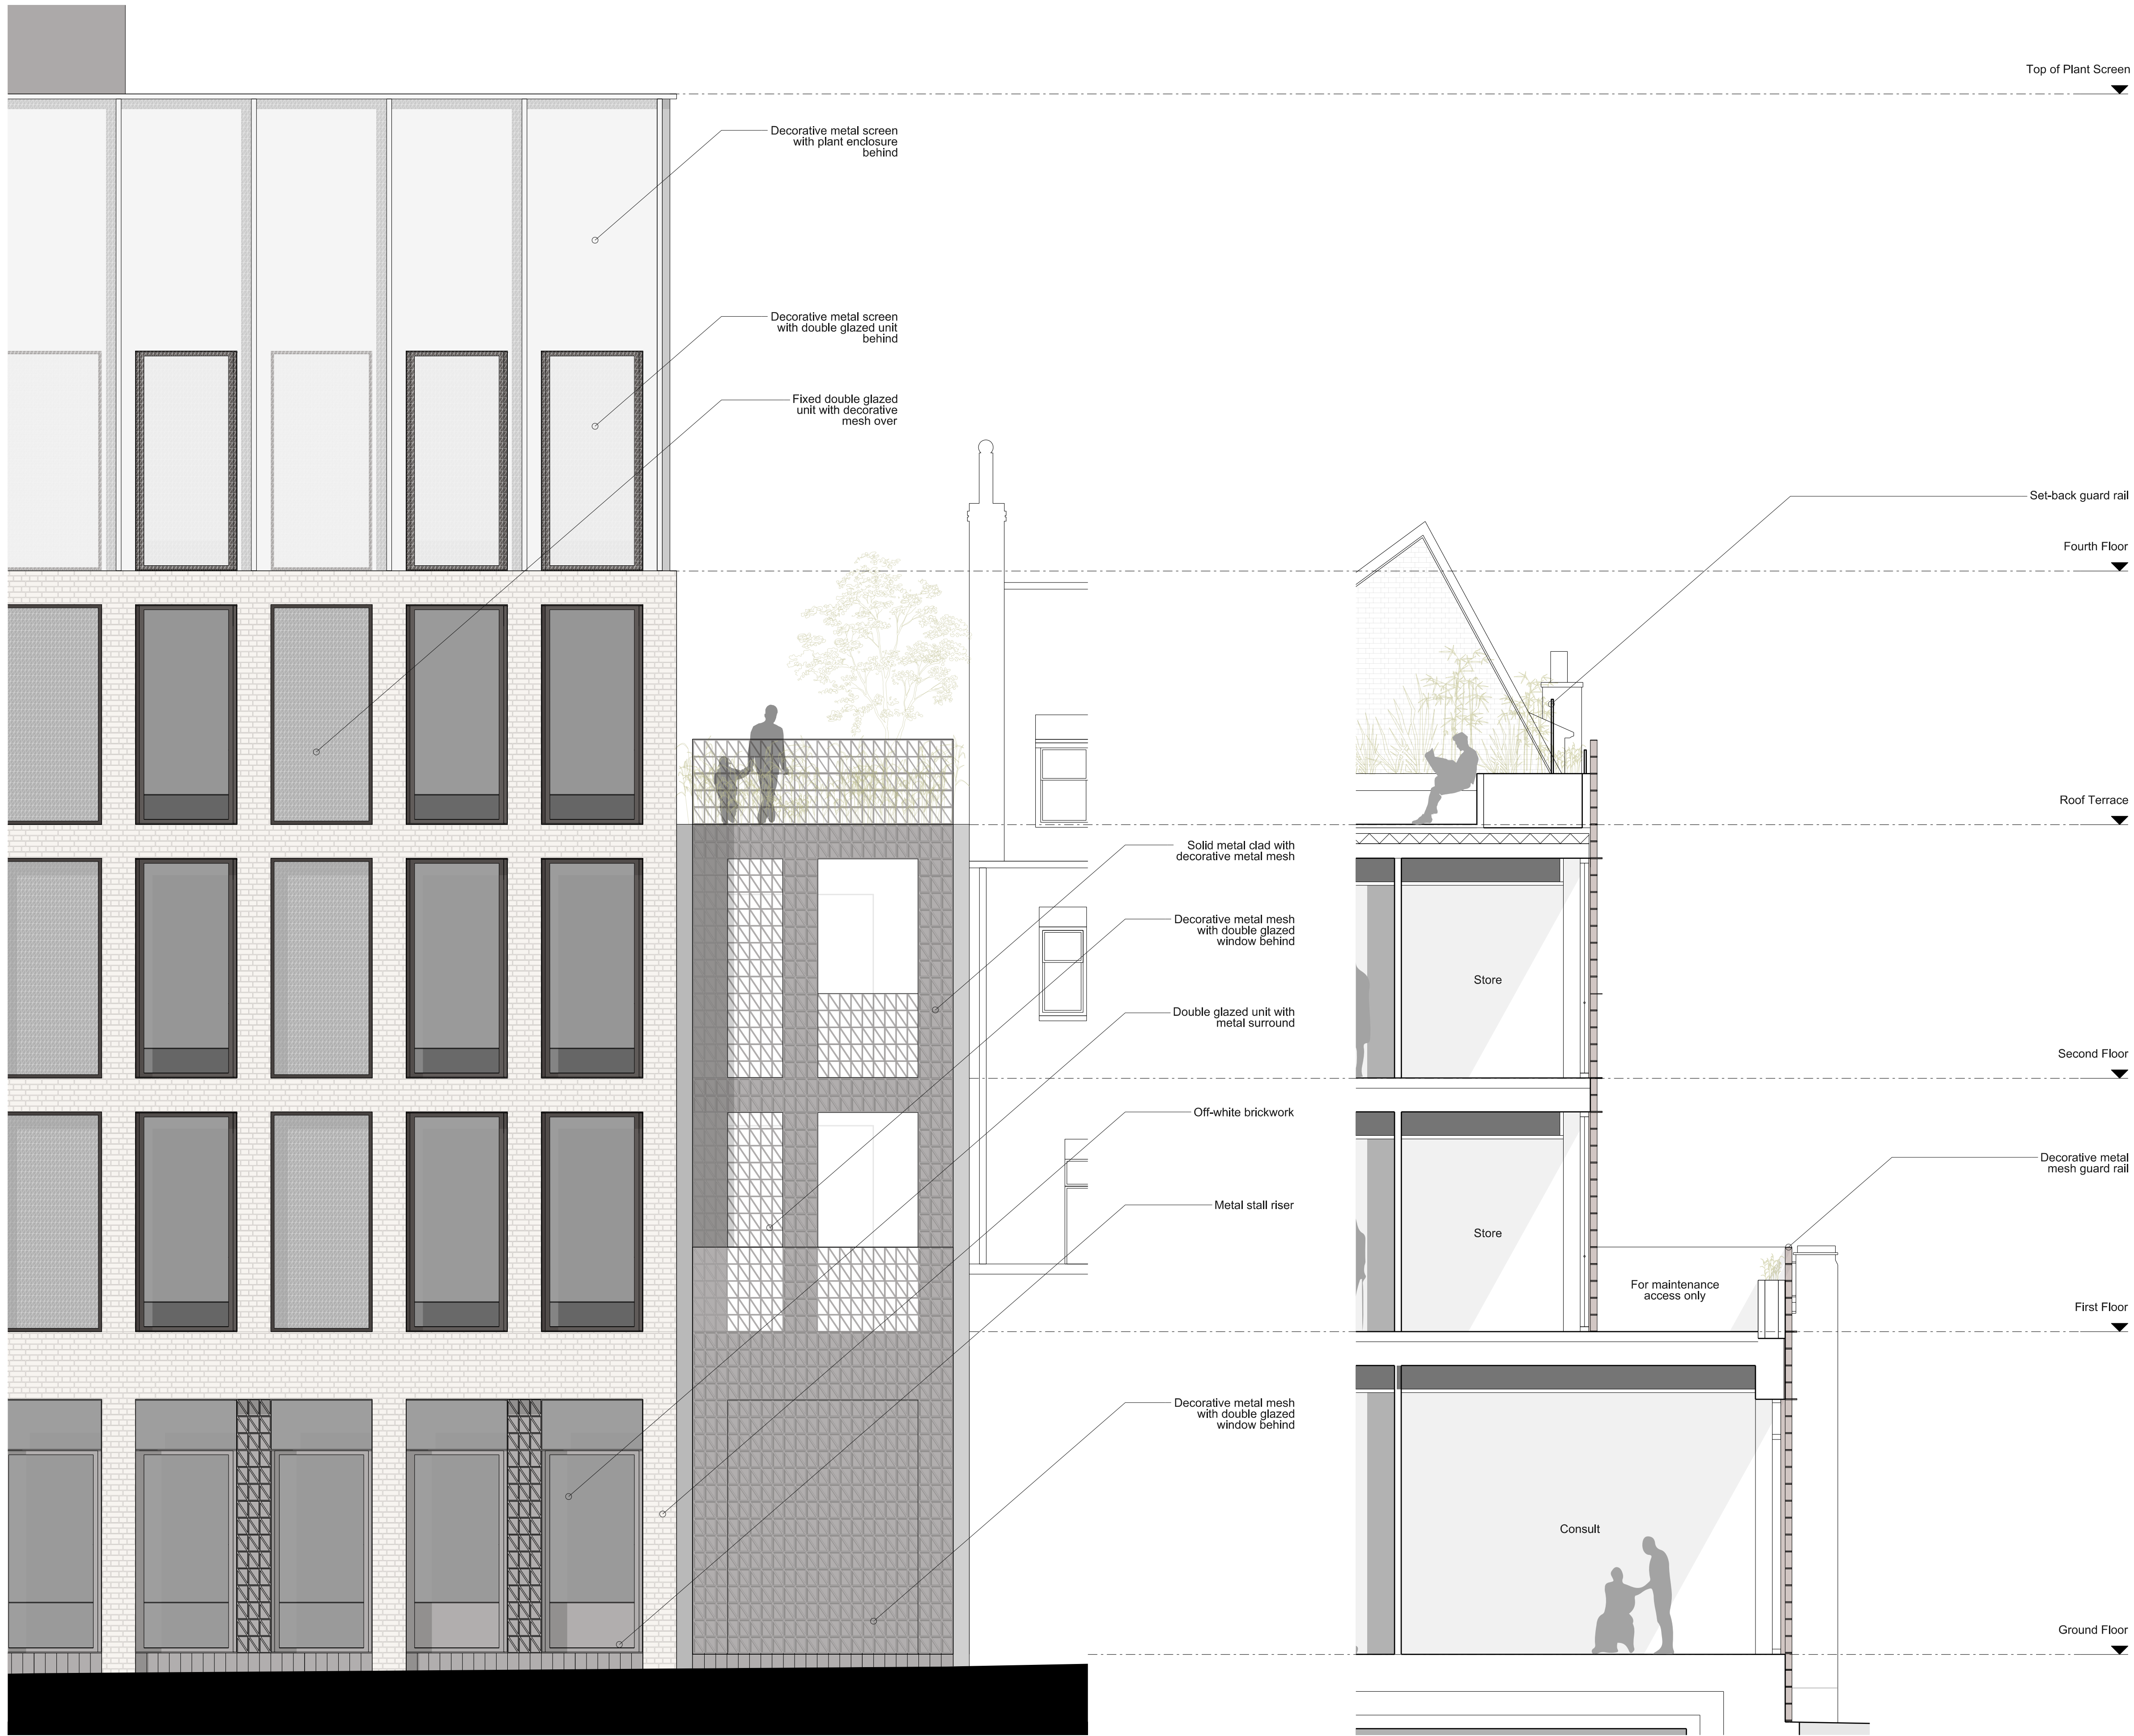 Top of Plant Screen
Decorative metal screen
with plant enclosure
behind
Decorative metal screen
with double glazed unit
behind
Fixed double glazed
unit with decorative
mesh over
Set-back guard rail
Fourth Floor
Roof Terrace
Solid metal clad with
decorative metal mesh
Decorative metal mesh
with double glazed
window behind
Store
Double glazed unit with
metal surround
Second Floor
Off-white brickwork
Decorative metal
mesh guard rail
Metal stall riser
Store
For maintenance
access only
First Floor
Decorative metal mesh
with double glazed
window behind
Consult
Ground Floor